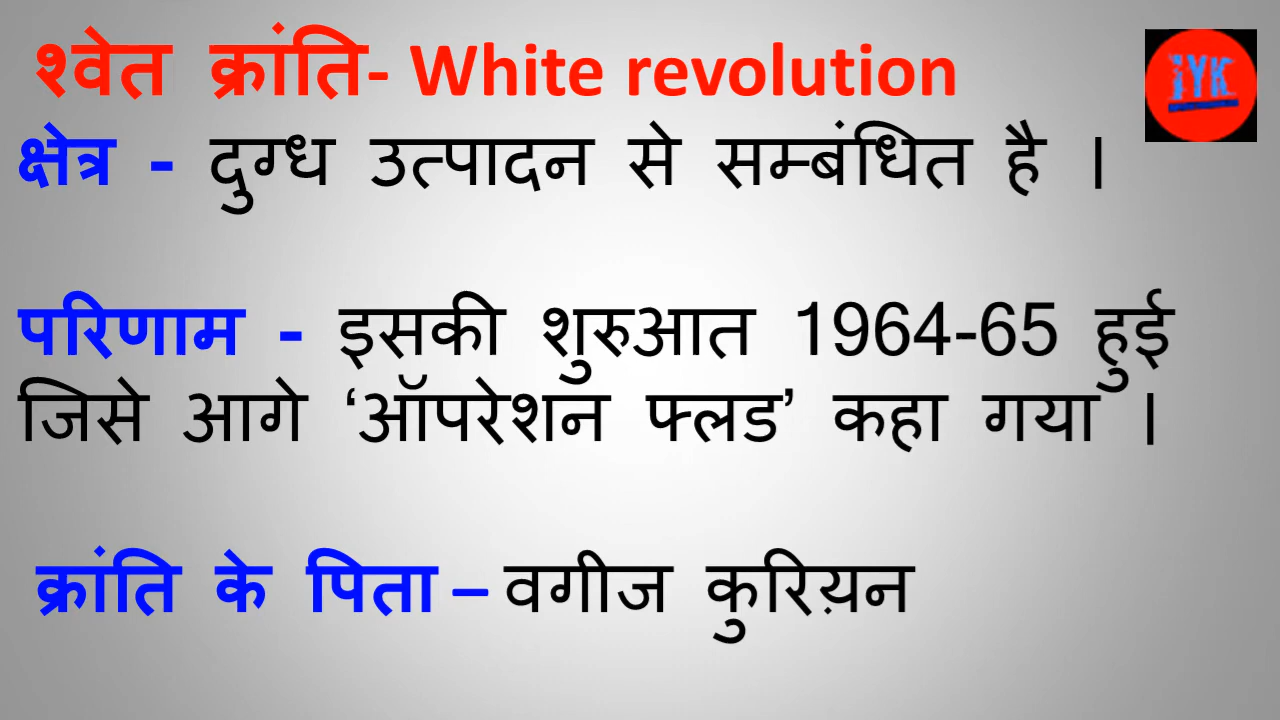 श्वेत क्रांति- White revolution
iYK
क्षेत्र - दुग्ध उत्पादन से सम्बंधित है ।
परिणाम - इसकी शुरुआत 1964-65 हुई
जिसे आगे ‘ऑपरेशन फ्लड’ कहा गया ।
क्रांति के पिता – वगीज कुरिय़न